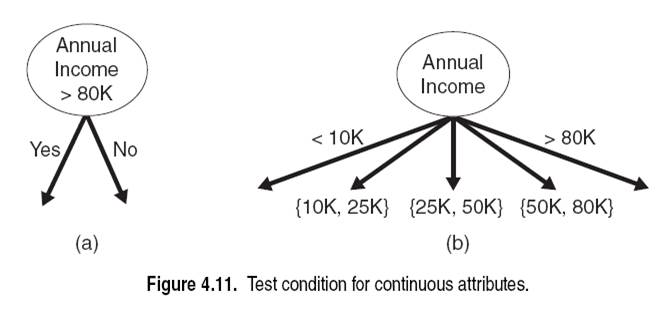 Annual
Income
> 80K
Yes
No
(a)
Annual
Income
< 10K
> 80K
{10K, 25K} {25K, 50K} {50K, 80K}
(b)
Figure 4.11. Test condition for continuous attributes.